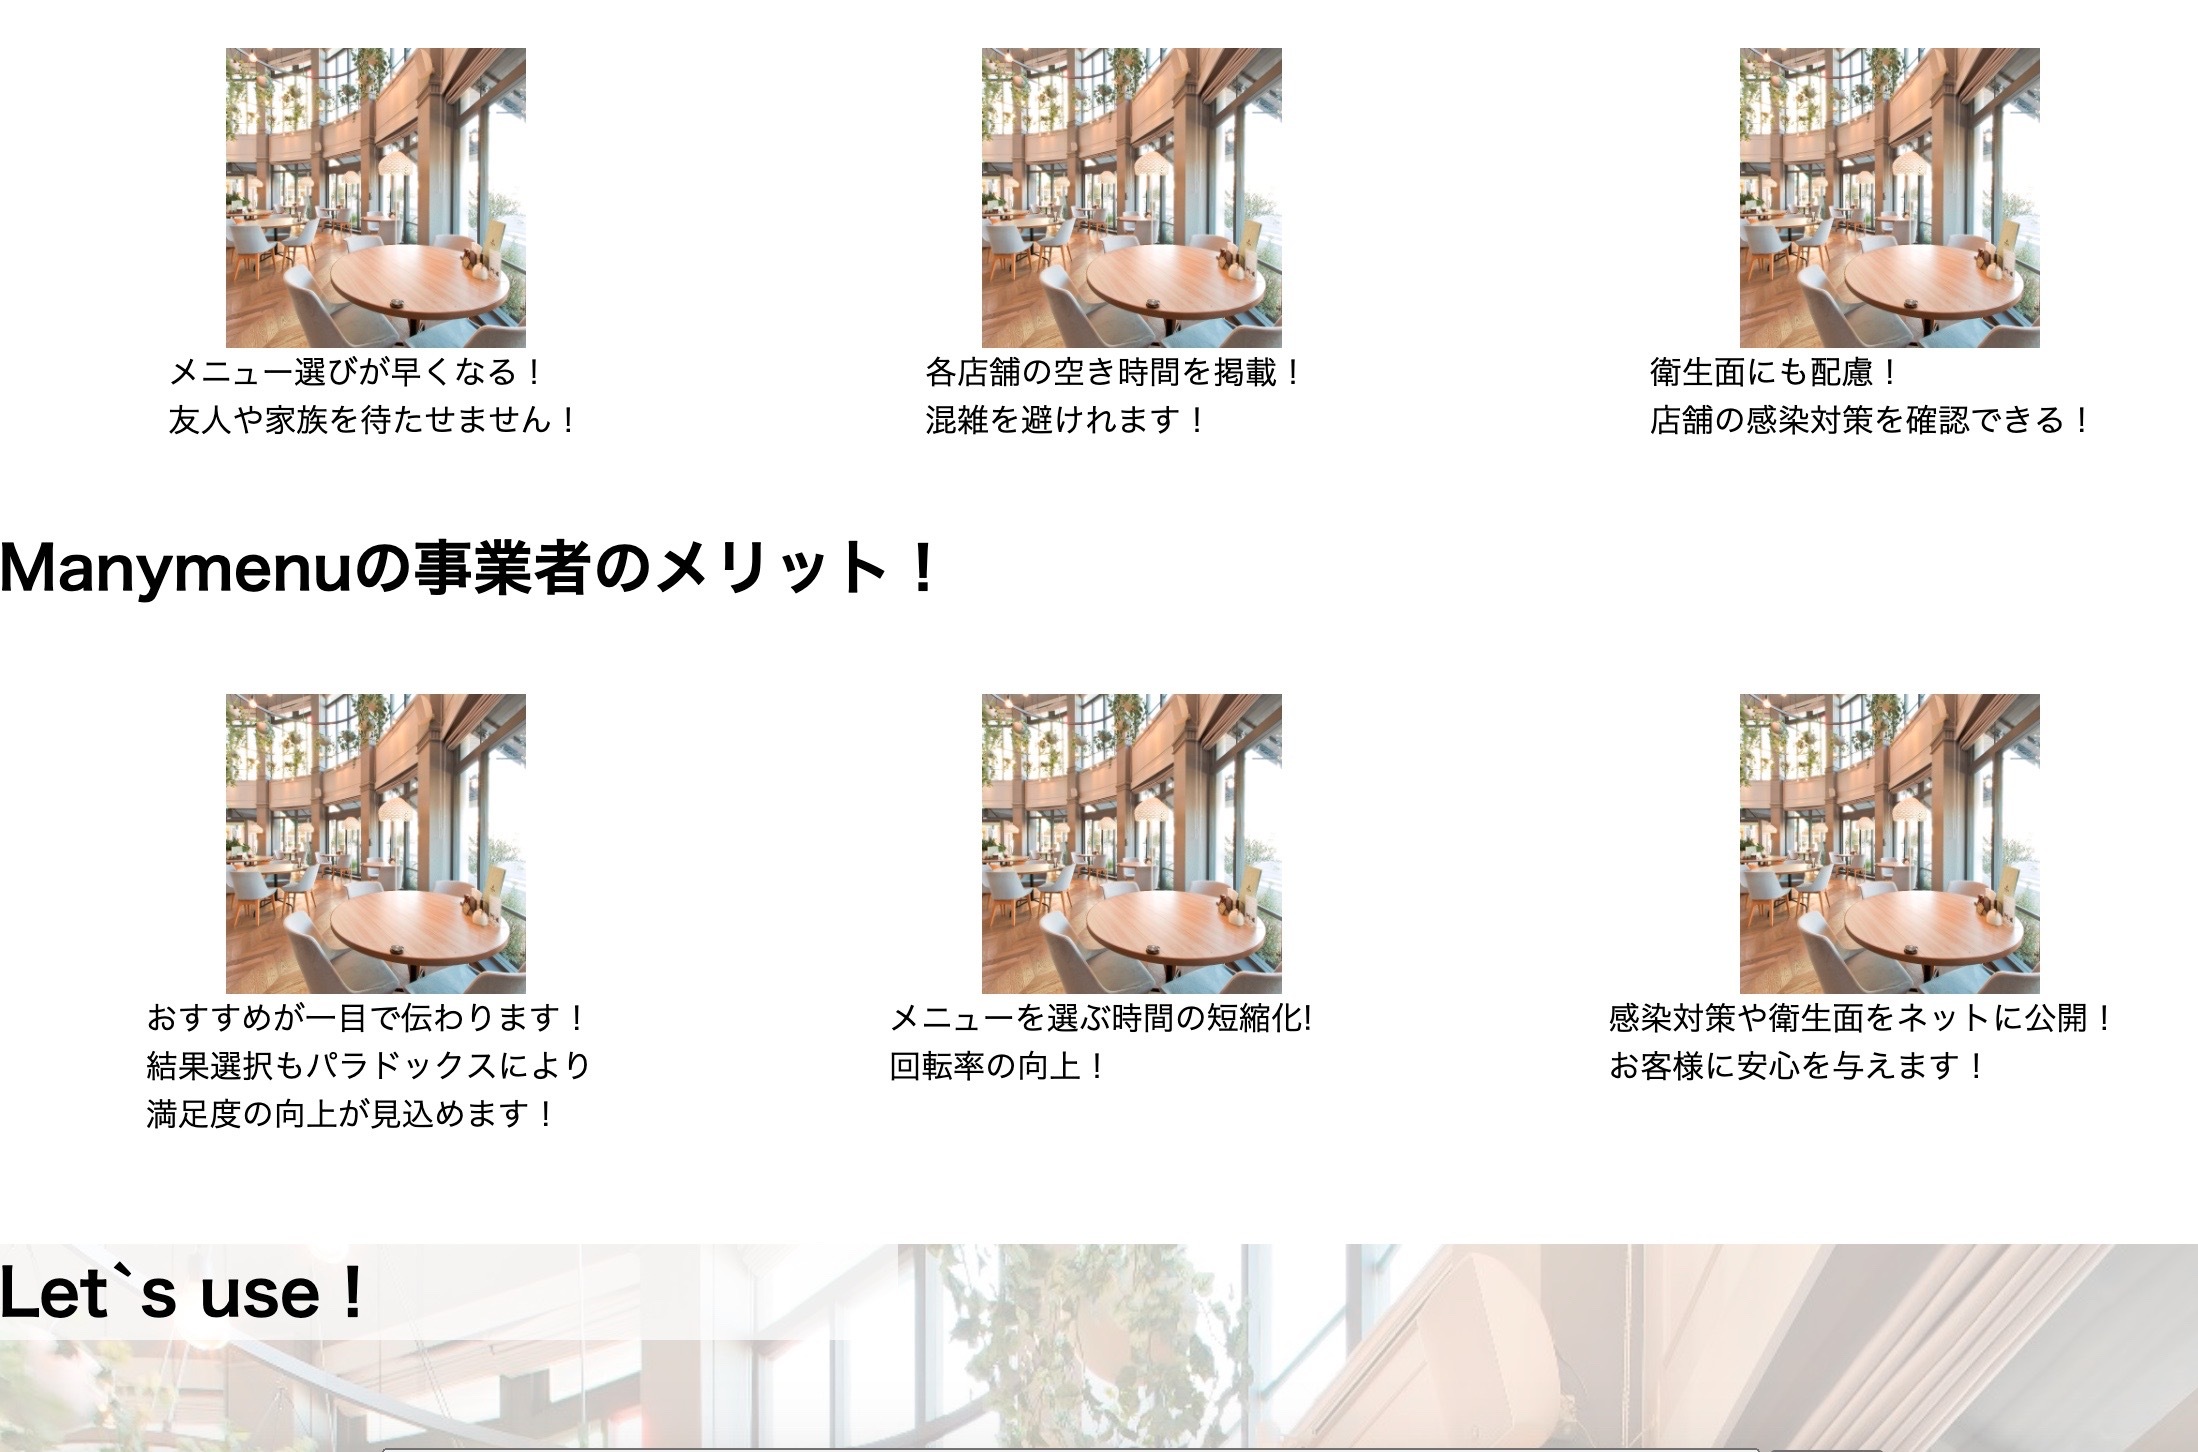 メニュー選びが早くなる！
友人や家族を待たせません！
各店舗の空き時間を掲載！
混雑を避けれます！
衛生面にも配慮！
店舗の感染対策を確認できる！
Manymenuの事業者のメリット！
おすすめが一目で伝わります！
結果選択もパラドックスにより
満足度の向上が見込めます！
メニューを選ぶ時間の短縮化!
回転率の向上！
感染対策や衛生面をネットに公開！
お客様に安心を与えます！
Let`s use！